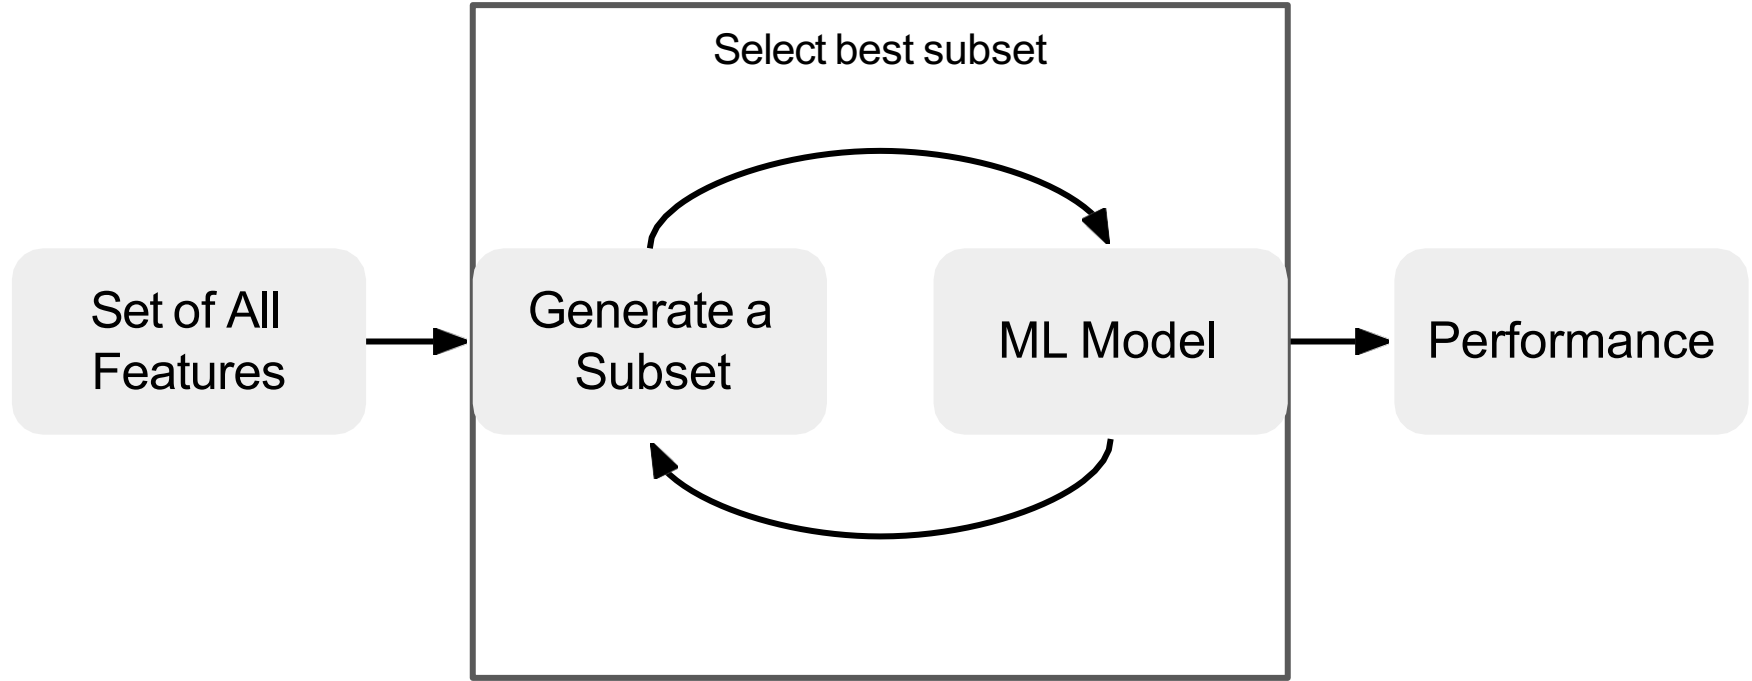 Select best subset
Set of All
Features
Generate a
Subset
ML Model
Performance